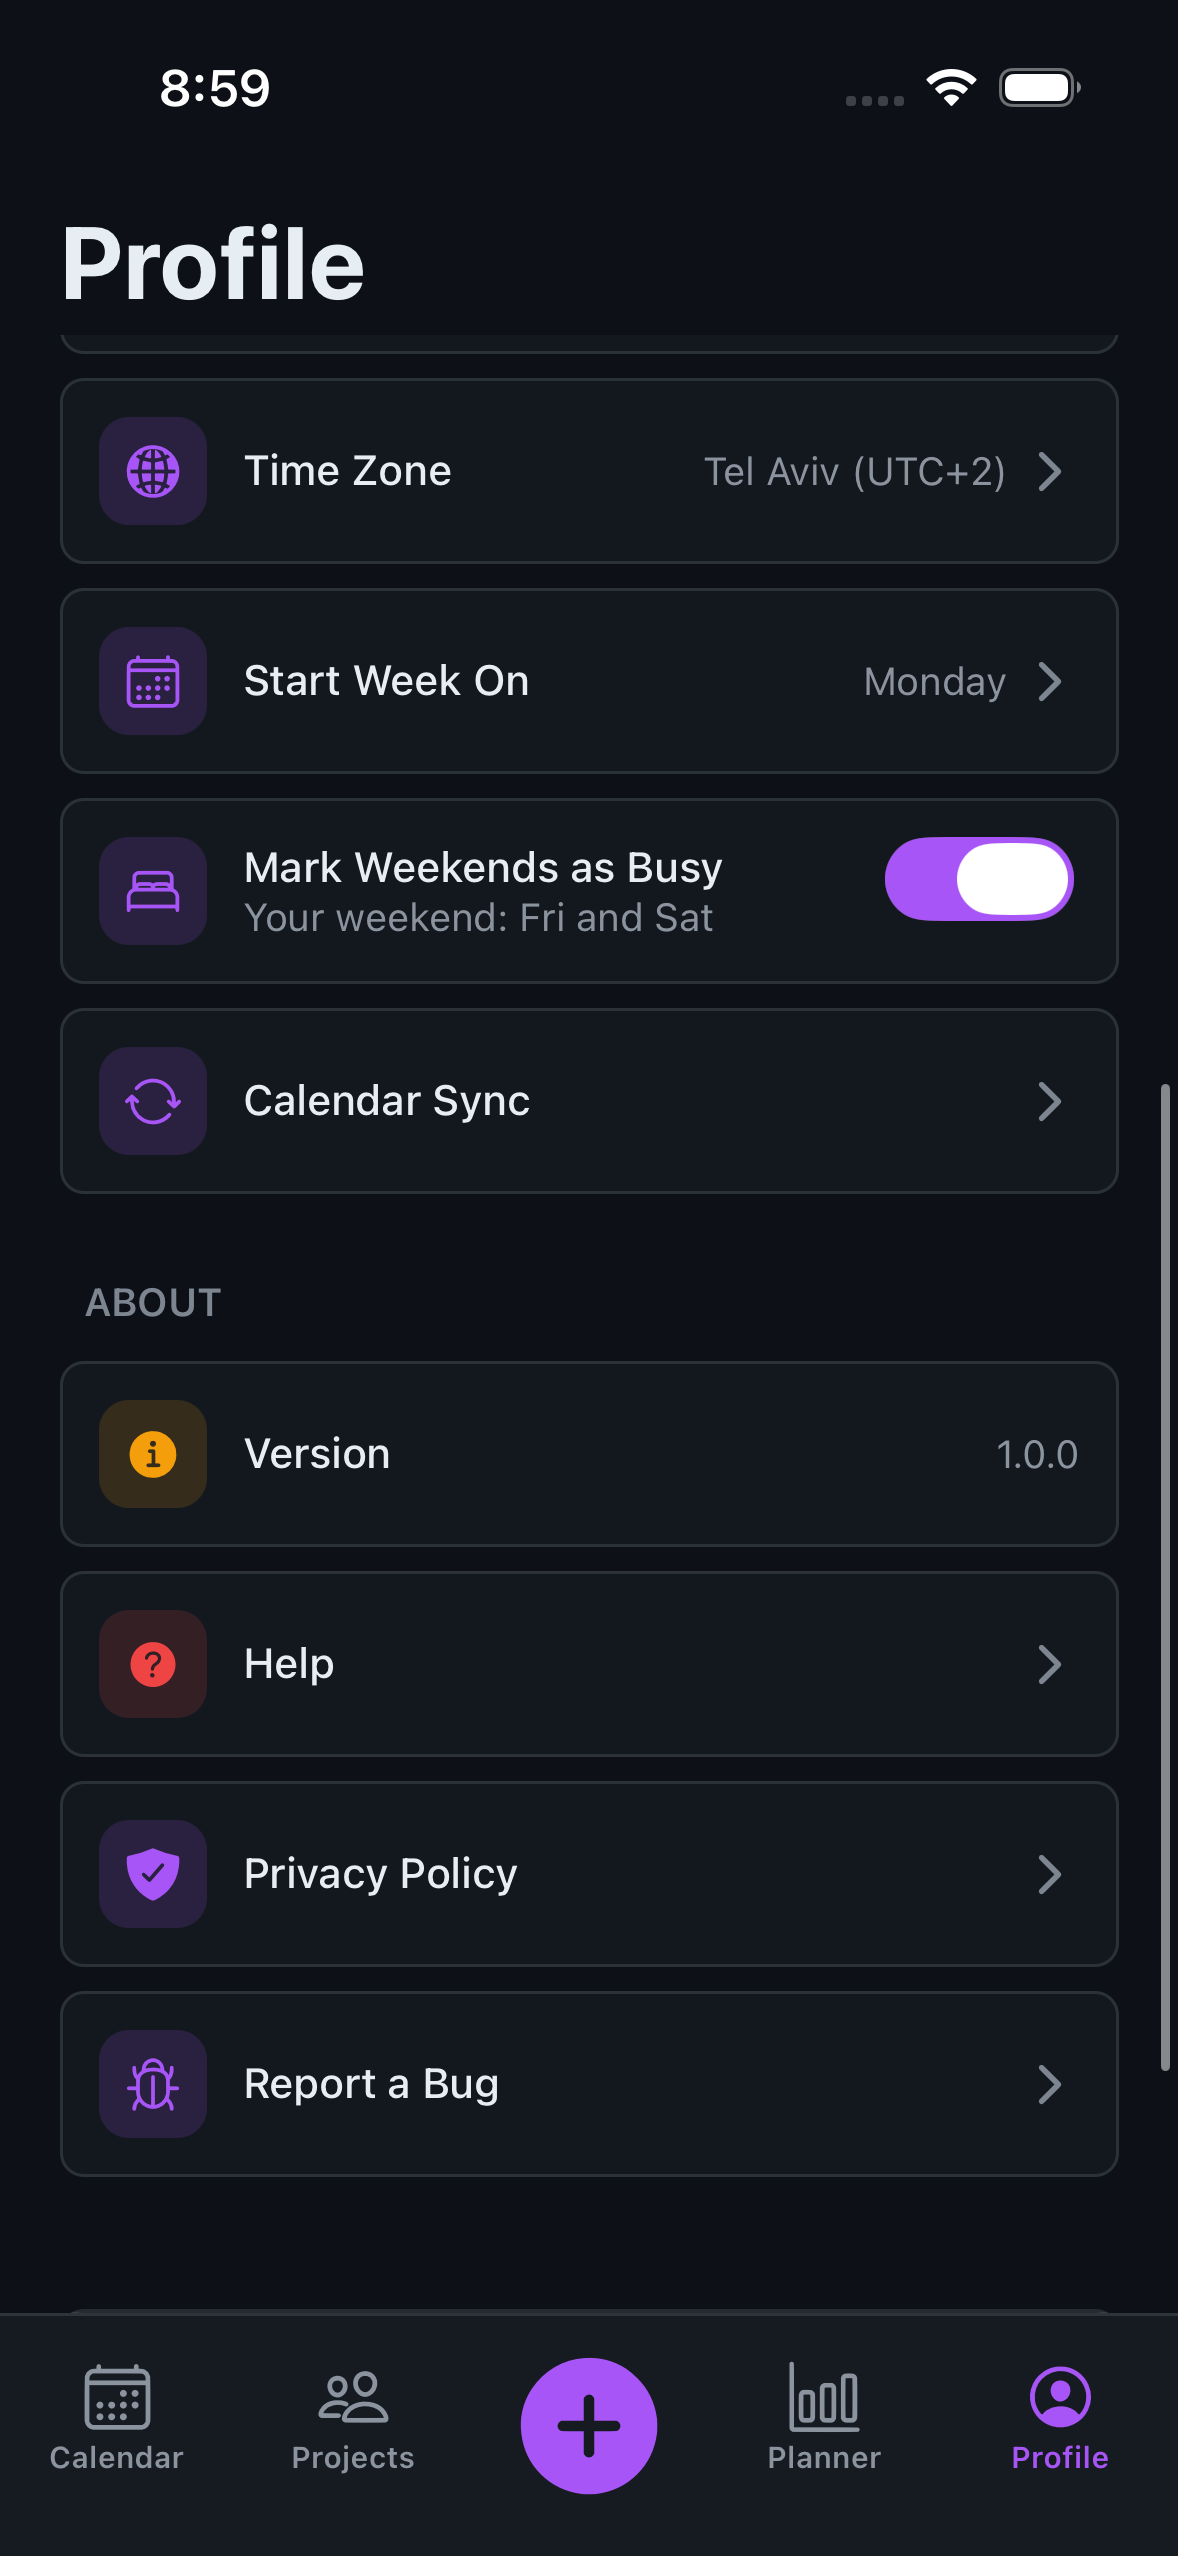 8:59
Profile
Time Zone
Tel Aviv (UTC+2)
Start Week On
Monday
Mark Weekends as Busy
Your weekend: Fri and Sat
Calendar Sync
ABOUT
Version
1.0.0
Help
Privacy Policy
Report a Bug
Calendar
Projects
Planner
Profile